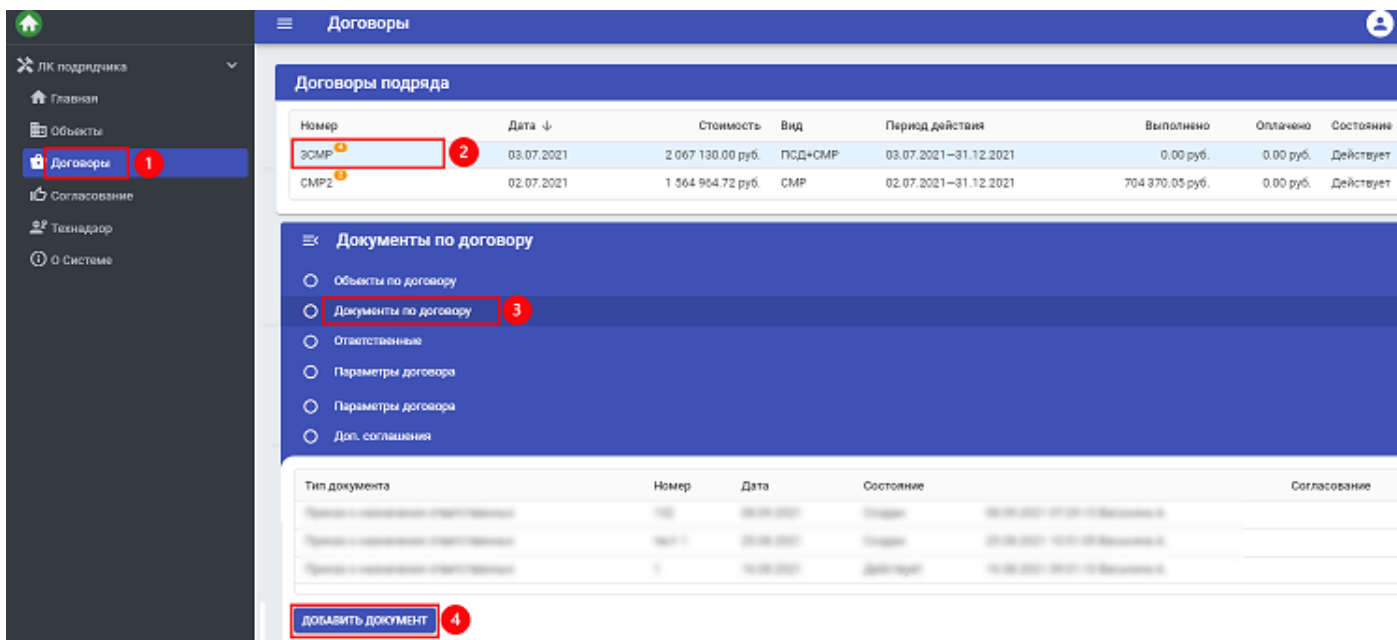 Договоры
ЛК подрядчика
Главная
Объекты
Договоры 1
Согласование
Технадзор
О Системе
Договоры подряда
Номер Дата ↓ Стоимость Вид Период действия Выполнено Оплачено Состояние
3СМР 4 2 03.07.2021 2 067 130.00 руб. ПСД+СМР 03.07.2021—31.12.2021 0.00 руб. 0.00 руб. Действует
СМР2 02.07.2021 1 564 964.72 руб. СМР 02.07.2021—31.12.2021 704 370.05 руб. 0.00 руб. Действует
Документы по договору
Объекты по договору
Документы по договору 3
Ответственные
Параметры договора
Параметры договора
Доп. соглашения
Тип документа Номер Дата Состояние Согласование
ДОБАВИТЬ ДОКУМЕНТ 4